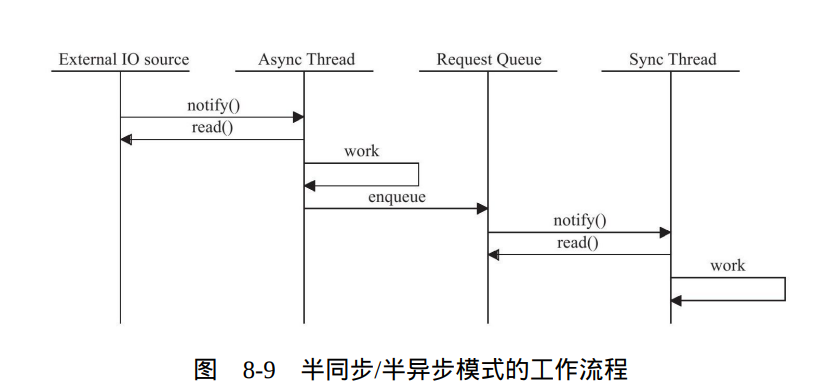 External IO source Async Thread Request Queue Sync Thread
notify()
read()
work
enqueue
notify()
read()
work
图 8-9 半同步/半异步模式的工作流程